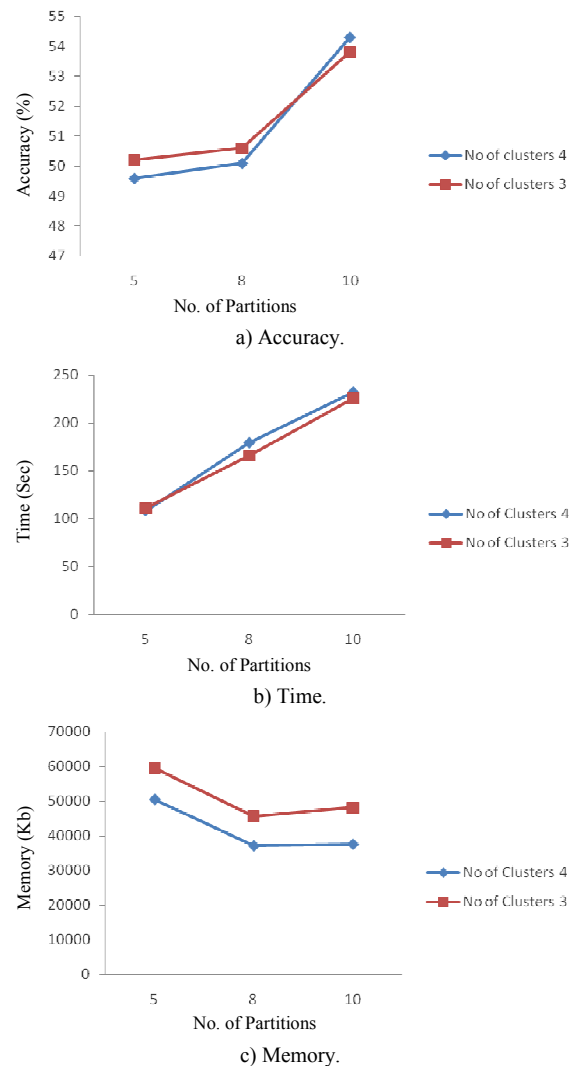 55
54
53
52
51
50
49
48
47
Accuracy (%)
5 8 10
No. of Partitions
No of clusters 4
No of clusters 3
a) Accuracy.
250
200
150
100
50
0
Time (Sec)
5 8 10
No. of Partitions
No of Clusters 4
No of Clusters 3
b) Time.
70000
60000
50000
40000
30000
20000
10000
0
Memory (Kb)
5 8 10
No. of Partitions
No of Clusters 4
No of Clusters 3
c) Memory.